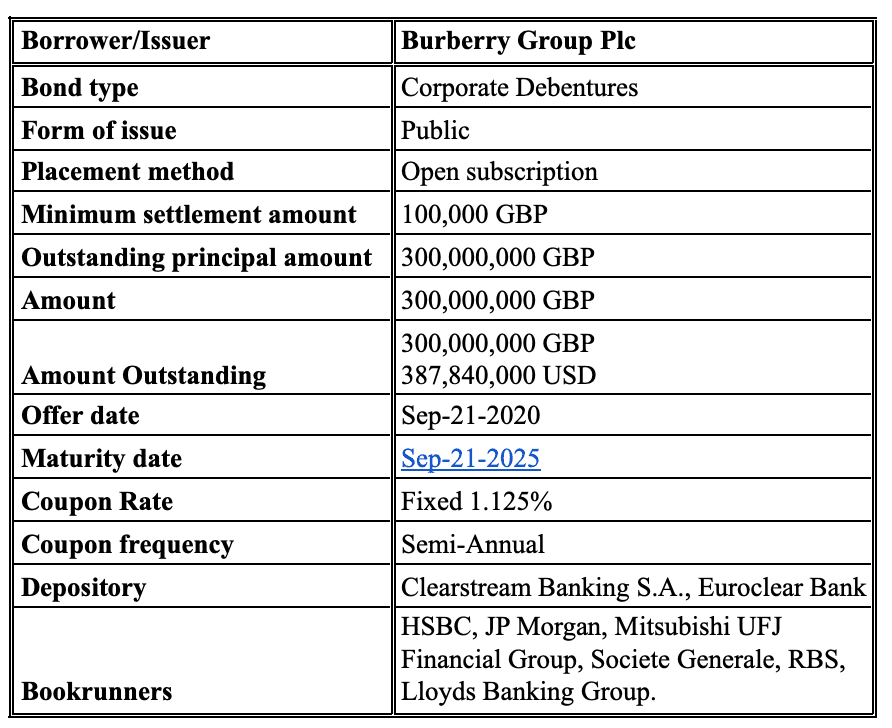 Borrower/Issuer Burberry Group Plc
Bond type Corporate Debentures
Form of issue Public
Placement method Open subscription
Minimum settlement amount 100,000 GBP
Outstanding principal amount 300,000,000 GBP
Amount 300,000,000 GBP
300,000,000 GBP
Amount Outstanding 387,840,000 USD
Offer date Sep-21-2020
Maturity date Sep-21-2025
Coupon Rate Fixed 1.125%
Coupon frequency Semi-Annual
Depository Clearstream Banking S.A., Euroclear Bank
HSBC, JP Morgan, Mitsubishi UFJ
Financial Group, Societe Generale, RBS,
Bookrunners Lloyds Banking Group.